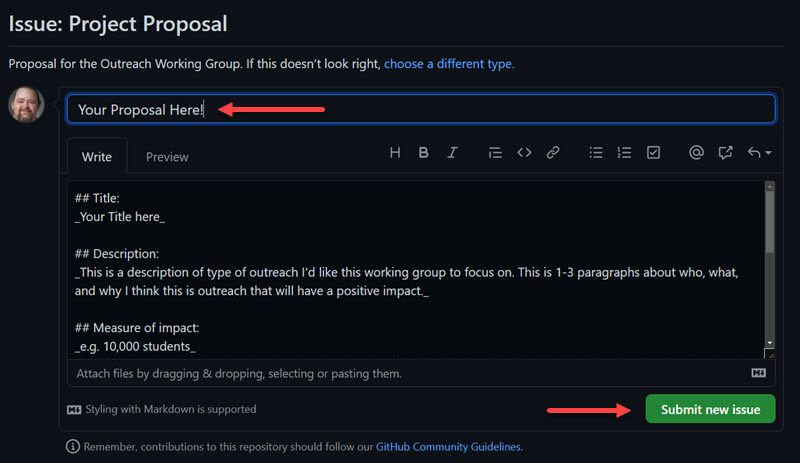 Issue: Project Proposal
Proposal for the Outreach Working Group. If this doesn’t look right, choose a different type.
Your Proposal Here!
Write Preview
## Title:
_Your Title here_
## Description:
_This is a description of type of outreach I'd like this working group to focus on. This is 1-3 paragraphs about who, what,
and why I think this is outreach that will have a positive impact._
## Measure of impact:
_e.g. 10,000 students_
Attach files by dragging & dropping, selecting or pasting them.
Styling with Markdown is supported
Submit new issue
Remember, contributions to this repository should follow our GitHub Community Guidelines.